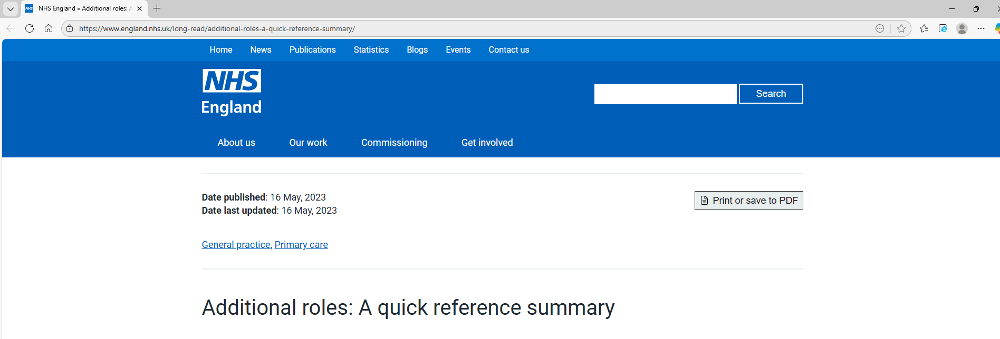 NHS England » Additional roles: A
https://www.england.nhs.uk/long-read/additional-roles-a-quick-reference-summary/
Home News Publications Statistics Blogs Events Contact us
NHS
England
Search
About us Our work Commissioning Get involved
Date published: 16 May, 2023
Print or save to PDF
Date last updated: 16 May, 2023
General practice, Primary care
Additional roles: A quick reference summary